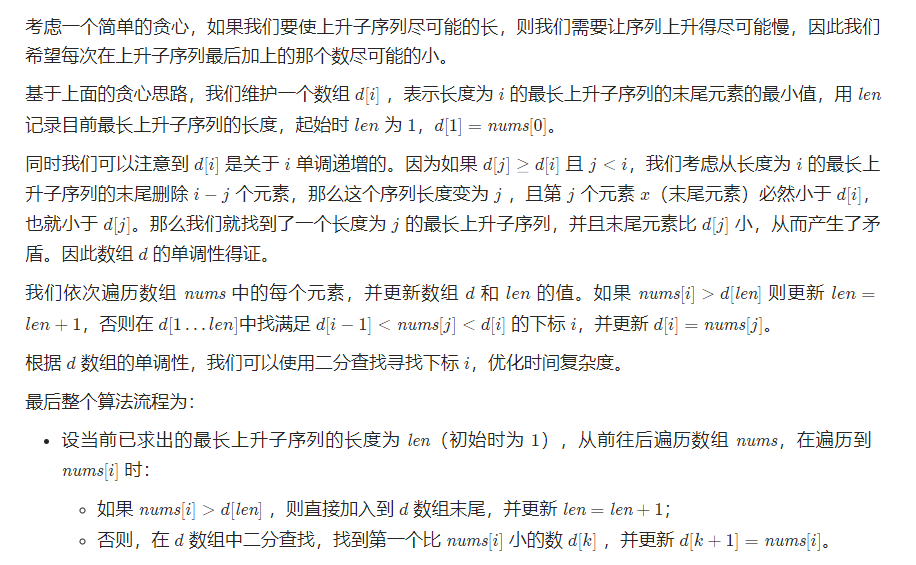 考虑一个简单的贪心，如果我们要使上升子序列尽可能的长，则我们需要让序列上升得尽可能慢，因此我们
希望每次在上升子序列最后加上的那个数尽可能的小。
基于上面的贪心思路，我们维护一个数组 d[i] ，表示长度为 i 的最长上升子序列的末尾元素的最小值，用 len
记录目前最长上升子序列的长度，起始时 len 为 1，d[1] = nums[0]。
同时我们可以注意到 d[i] 是关于 i 单调递增的。因为如果 d[j] ≥ d[i] 且 j < i，我们考虑从长度为 i 的最长上
升子序列的末尾删除 i − j 个元素，那么这个序列长度变为 j ，且第 j 个元素 x（末尾元素）必然小于 d[i]，
也就小于 d[j]。那么我们就找到了一个长度为 j 的最长上升子序列，并且末尾元素比 d[j] 小，从而产生了矛
盾。因此数组 d 的单调性得证。
我们依次遍历数组 nums 中的每个元素，并更新数组 d 和 len 的值。如果 nums[i] > d[len] 则更新 len =
len + 1，否则在 d[1…len]中找满足 d[i − 1] < nums[j] < d[i] 的下标 i，并更新 d[i] = nums[j]。
根据 d 数组的单调性，我们可以使用二分查找寻找下标 i，优化时间复杂度。
最后整个算法流程为：
• 设当前已求出的最长上升子序列的长度为 len（初始时为 1），从前往后遍历数组 nums，在遍历到
nums[i] 时：
◦ 如果 nums[i] > d[len] ，则直接加入到 d 数组末尾，并更新 len = len + 1；
◦ 否则，在 d 数组中二分查找，找到第一个比 nums[i] 小的数 d[k] ，并更新 d[k + 1] = nums[i]。